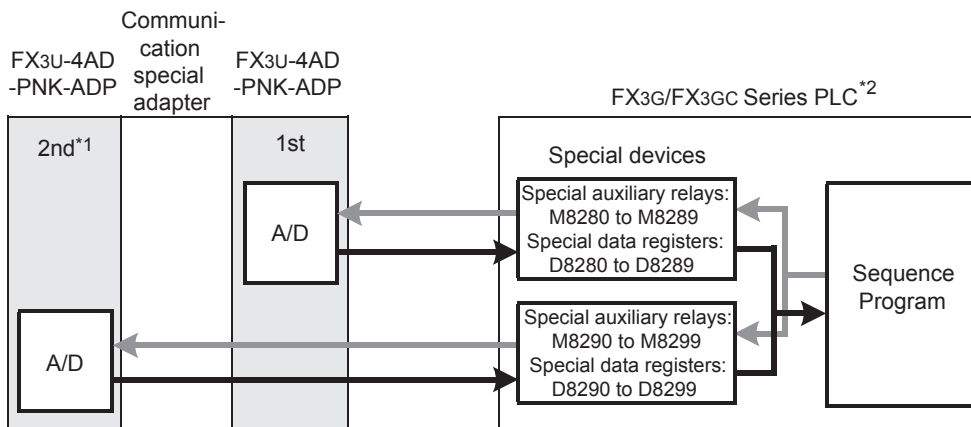 FX3U-4AD
-PNK-ADP
Communi-
cation
special
adapter
FX3U-4AD
-PNK-ADP
FX3G/FX3GC Series PLC*2
2nd*1
1st
A/D
A/D
Special devices
Special auxiliary relays:
M8280 to M8289
Special data registers:
D8280 to D8289
Special auxiliary relays:
M8290 to M8299
Special data registers:
D8290 to D8299
Sequence
Program